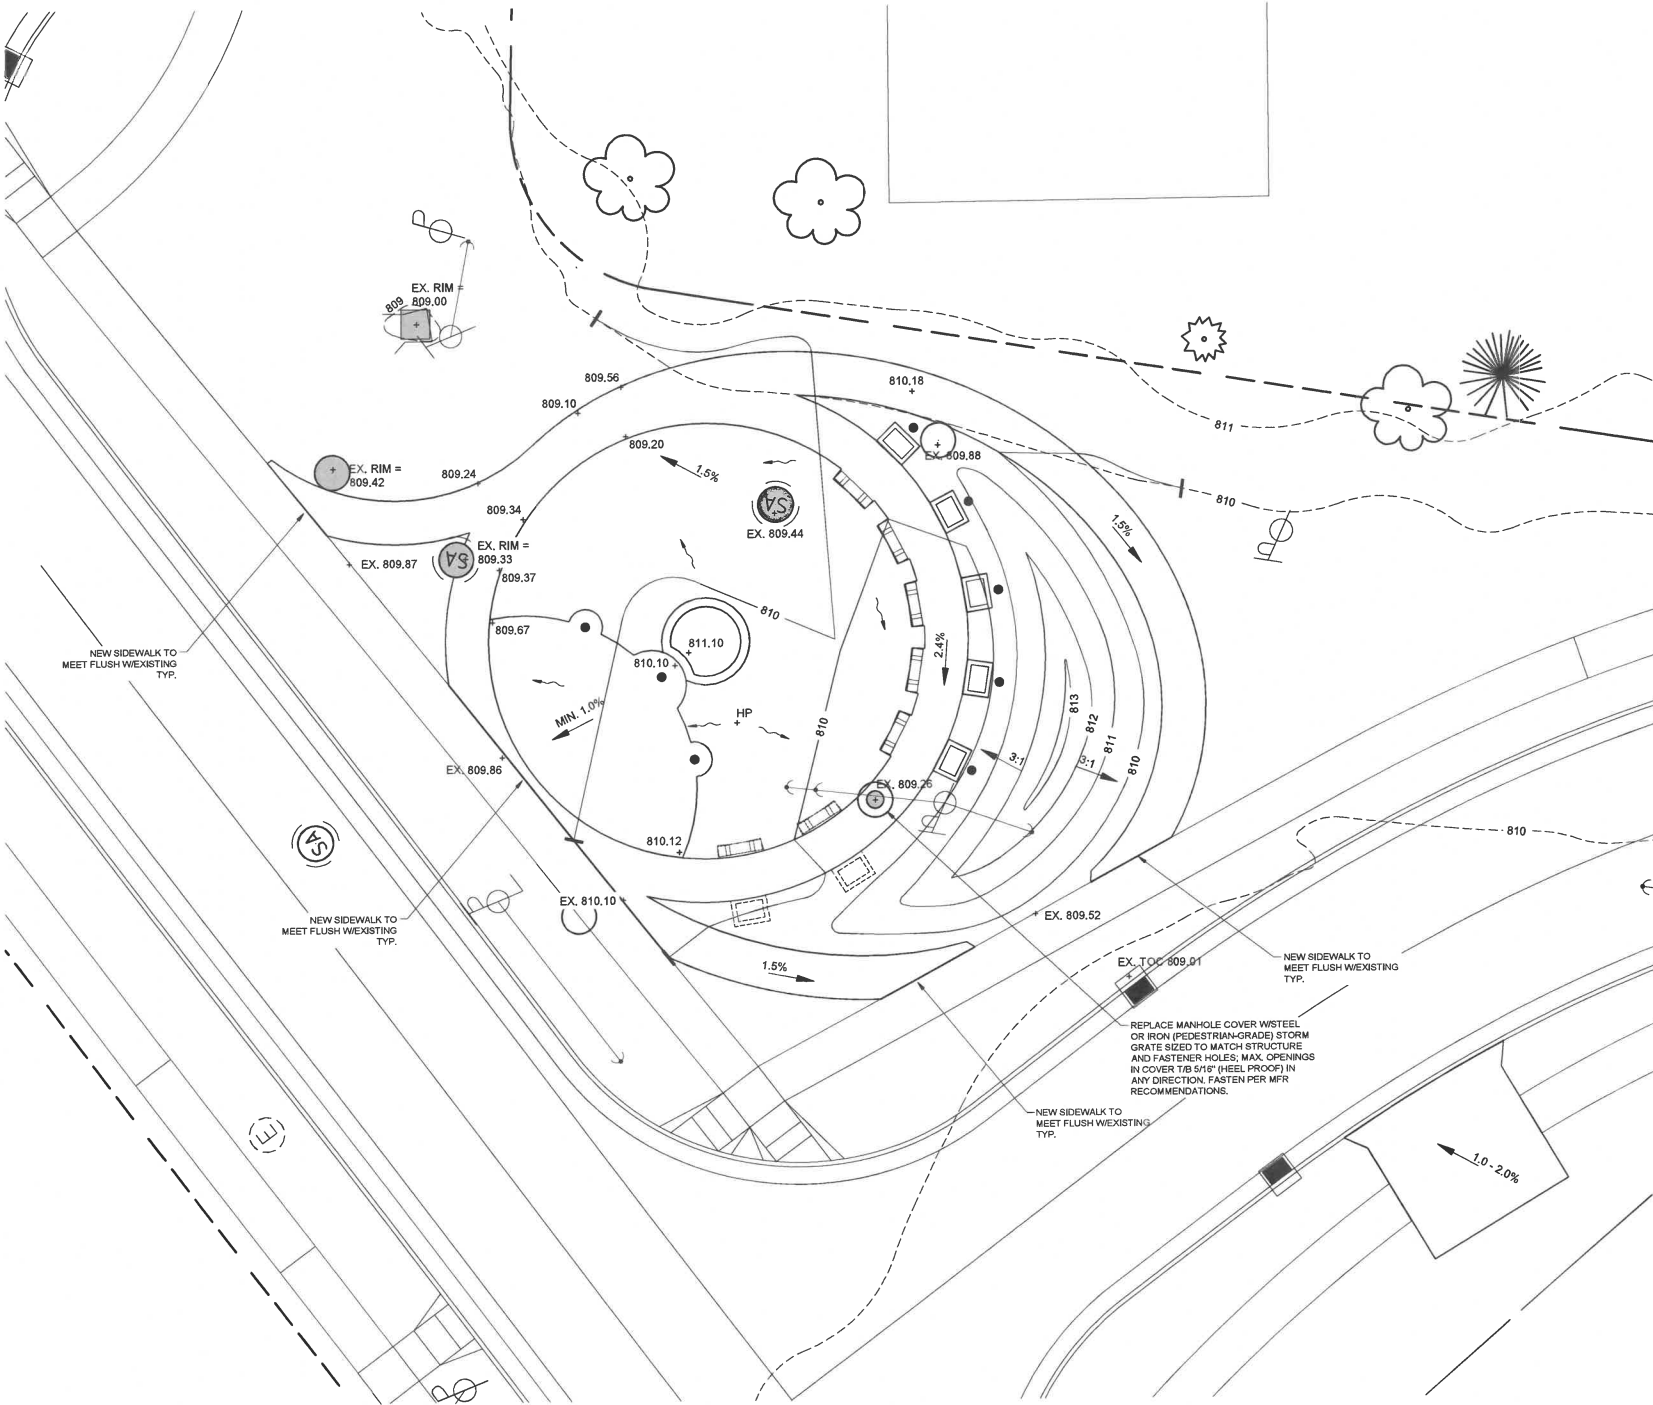 P
EX. RIM =
809.00
809
809.56
810.18
809.10
811
809.20
EX. 809.88
1.5%
EX. RIM =
809.42
809.24
SA
810
809.34
EX. 809.44
1.5%
P
EX. RIM =
809.33
SA
EX. 809.87
809.37
810
809.67
811.10
2.4%
NEW SIDEWALK TO
MEET FLUSH W/EXISTING
TYP.
810.10
813
MIN. 1.0%
HP
810
812
811
810
3:1
3:1
EX. 809.86
EX. 809.26
P
810
SA
810.12
P
EX. 810.10
EX. 809.52
NEW SIDEWALK TO
MEET FLUSH W/EXISTING
TYP.
1.5%
EX. TOC 809.01
NEW SIDEWALK TO
MEET FLUSH W/EXISTING
TYP.
REPLACE MANHOLE COVER W/STEEL
OR IRON (PEDESTRIAN-GRADE) STORM
GRATE SIZED TO MATCH STRUCTURE
AND FASTENER HOLES; MAX. OPENINGS
IN COVER T/B 5/16" (HEEL PROOF) IN
ANY DIRECTION. FASTEN PER MFR
RECOMMENDATIONS.
NEW SIDEWALK TO
MEET FLUSH W/EXISTING
TYP.
E
1.0 - 2.0%
P